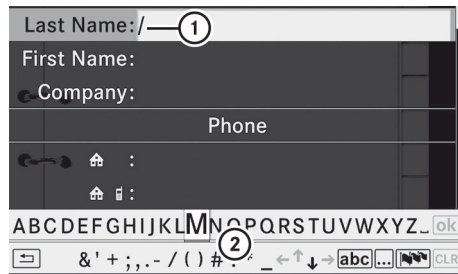 Last Name:/ 1
First Name:
Company:
Phone
:
:
ABCDEFGHIJKLMNOPQRSTUVWXYZ_ ok
2
&'+;,.-/()#:*_←↑↓→ abc ... CLR